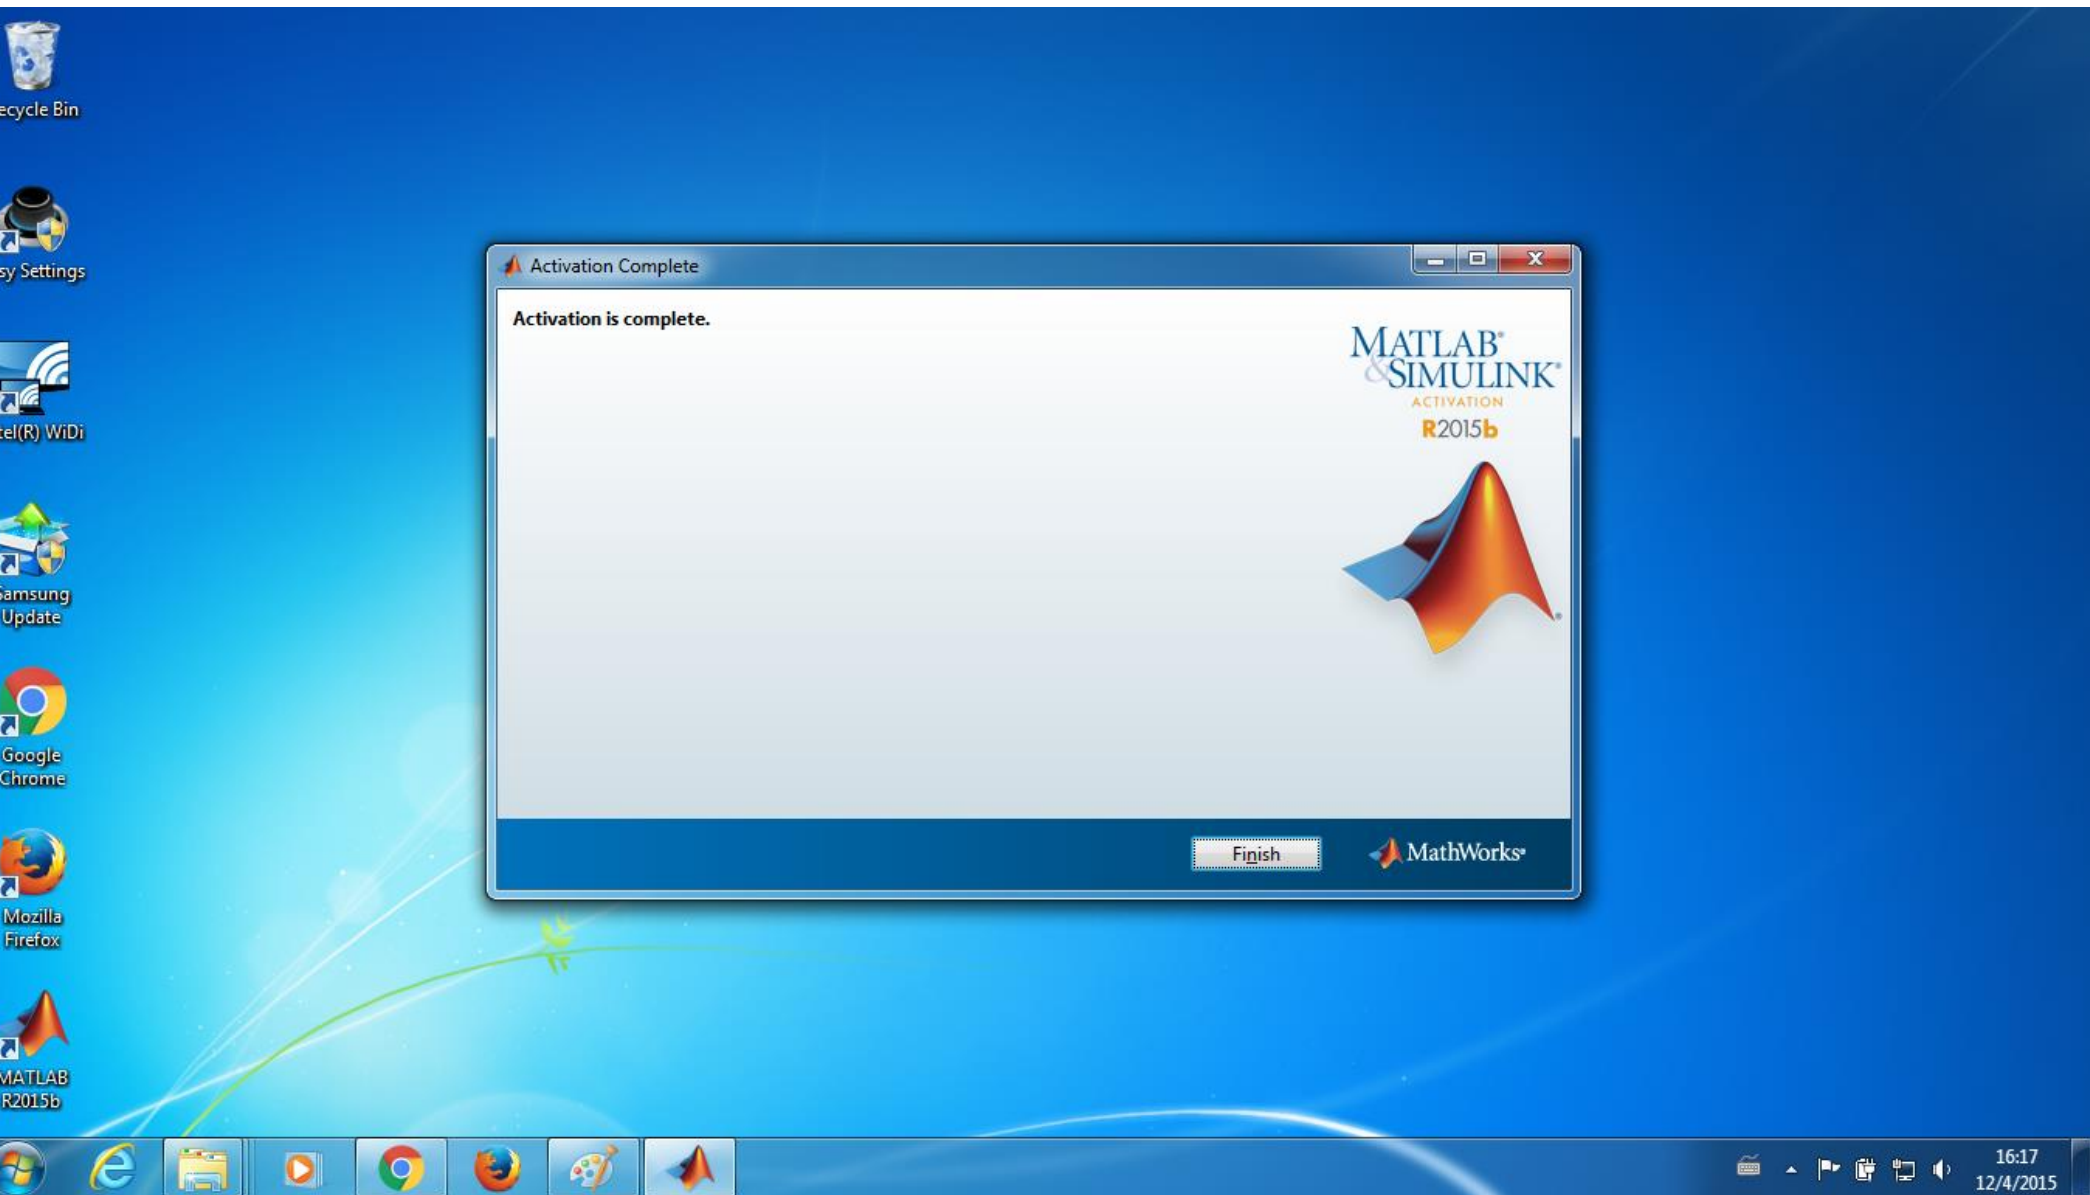 ecycle Bin
sy Settings
tel(R) WiDi
Samsung
Update
Google
Chrome
Mozilla
Firefox
MATLAB
R2015b
Activation Complete
Activation is complete.
MATLAB®
&SIMULINK®
ACTIVATION
R2015b
Finish
MathWorks®
16:17
12/4/2015